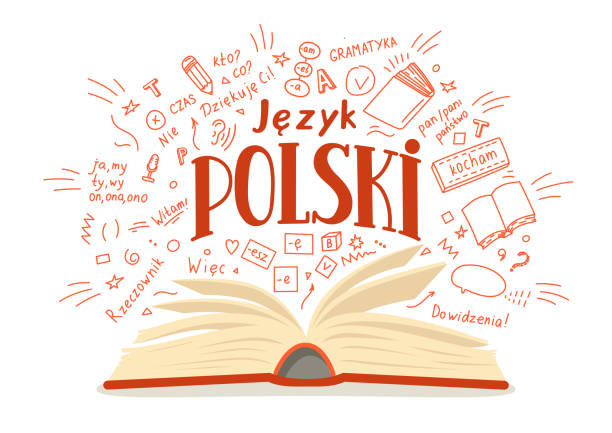 kto?
co?
-am
-eś
-a
GRAMATYKA
T
CZAS
Dziękuję Ci!
A
Nie
pan/pani
państwo
T
P
Język
POLSKI
kocham
ja, my
ty, wy
on, ona, ono
Witam!
Rzeczownik
Więc
-esz
-ę
B
-e
V
Do widzenia!